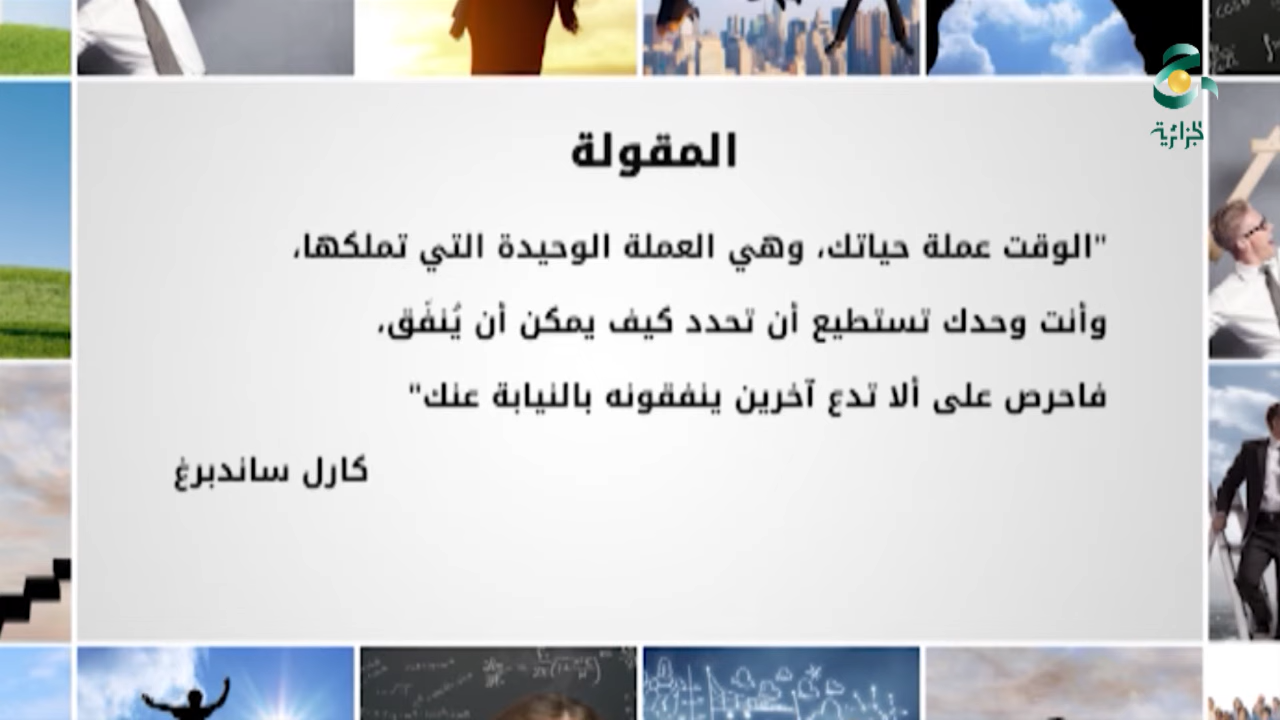 جزائرية
المقولة
"الوقت عملة حياتك، وهي العملة الوحيدة التي تملكها،
وأنت وحدك تستطيع أن تحدد كيف يمكن أن يُنفَق،
فاحرص على ألا تدع آخرين ينفقونه بالنيابة عنك"
كارل ساندبرغ